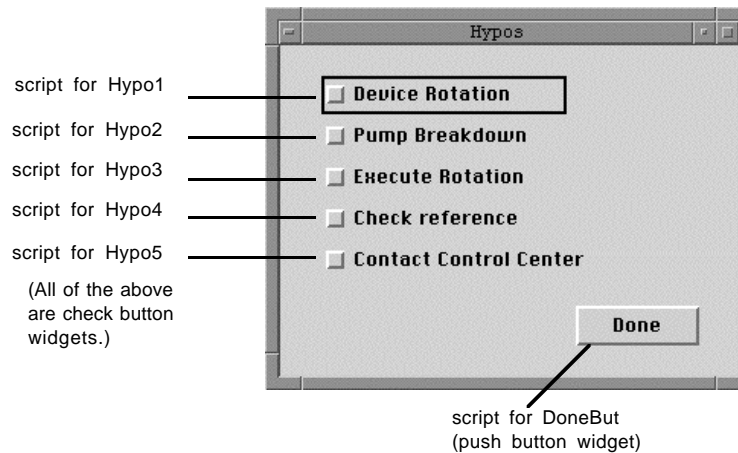 Hypos
script for Hypo1
Device Rotation
script for Hypo2
Pump Breakdown
script for Hypo3
Execute Rotation
script for Hypo4
Check reference
script for Hypo5
Contact Control Center
(All of the above
are check button
widgets.)
Done
script for DoneBut
(push button widget)